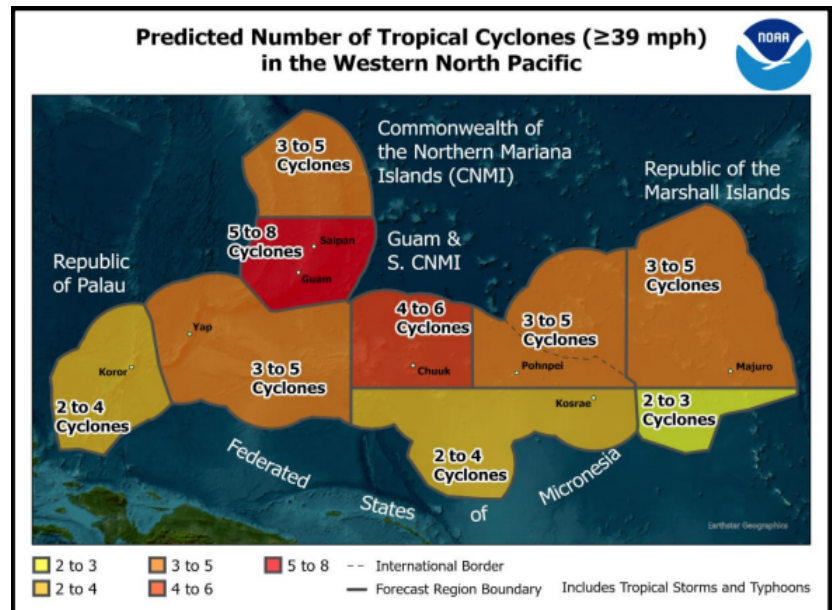 Predicted Number of Tropical Cyclones (≥39 mph)
in the Western North Pacific
NOAA
3 to 5
Cyclones
Commonwealth of
the Northern Mariana
Islands (CNMI)
Republic of the
Marshall Islands
5 to 8
Cyclones
Saipan
Guam
Guam &
S. CNMI
Republic
of Palau
3 to 5
Cyclones
4 to 6
Cyclones
3 to 5
Cyclones
Yap
Koror
3 to 5
Cyclones
Chuuk
Pohnpei
Majuro
2 to 4
Cyclones
Kosrae
2 to 3
Cyclones
2 to 4
Cyclones
Federated
States
of
Micronesia
Earthstar Geographics
2 to 3
3 to 5
5 to 8
International Border
2 to 4
4 to 6
Forecast Region Boundary
Includes Tropical Storms and Typhoons